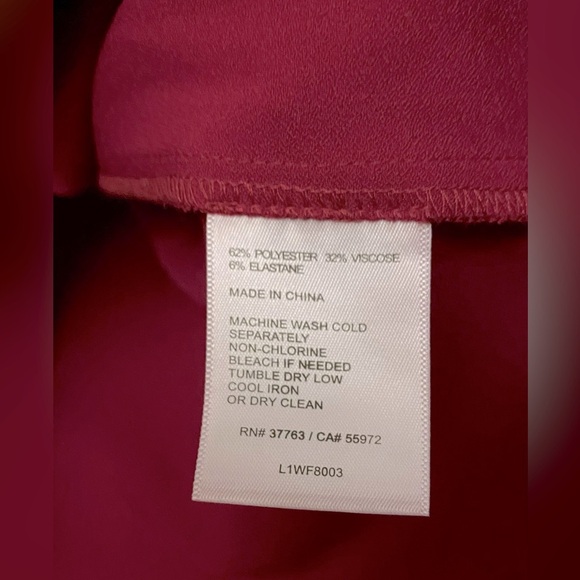 62% POLYESTER 32% VISCOSE
6% ELASTANE
MADE IN CHINA
MACHINE WASH COLD
SEPARATELY
NON-CHLORINE
BLEACH IF NEEDED
TUMBLE DRY LOW
COOL IRON
OR DRY CLEAN
RN# 37763 / CA# 55972
L1WF8003